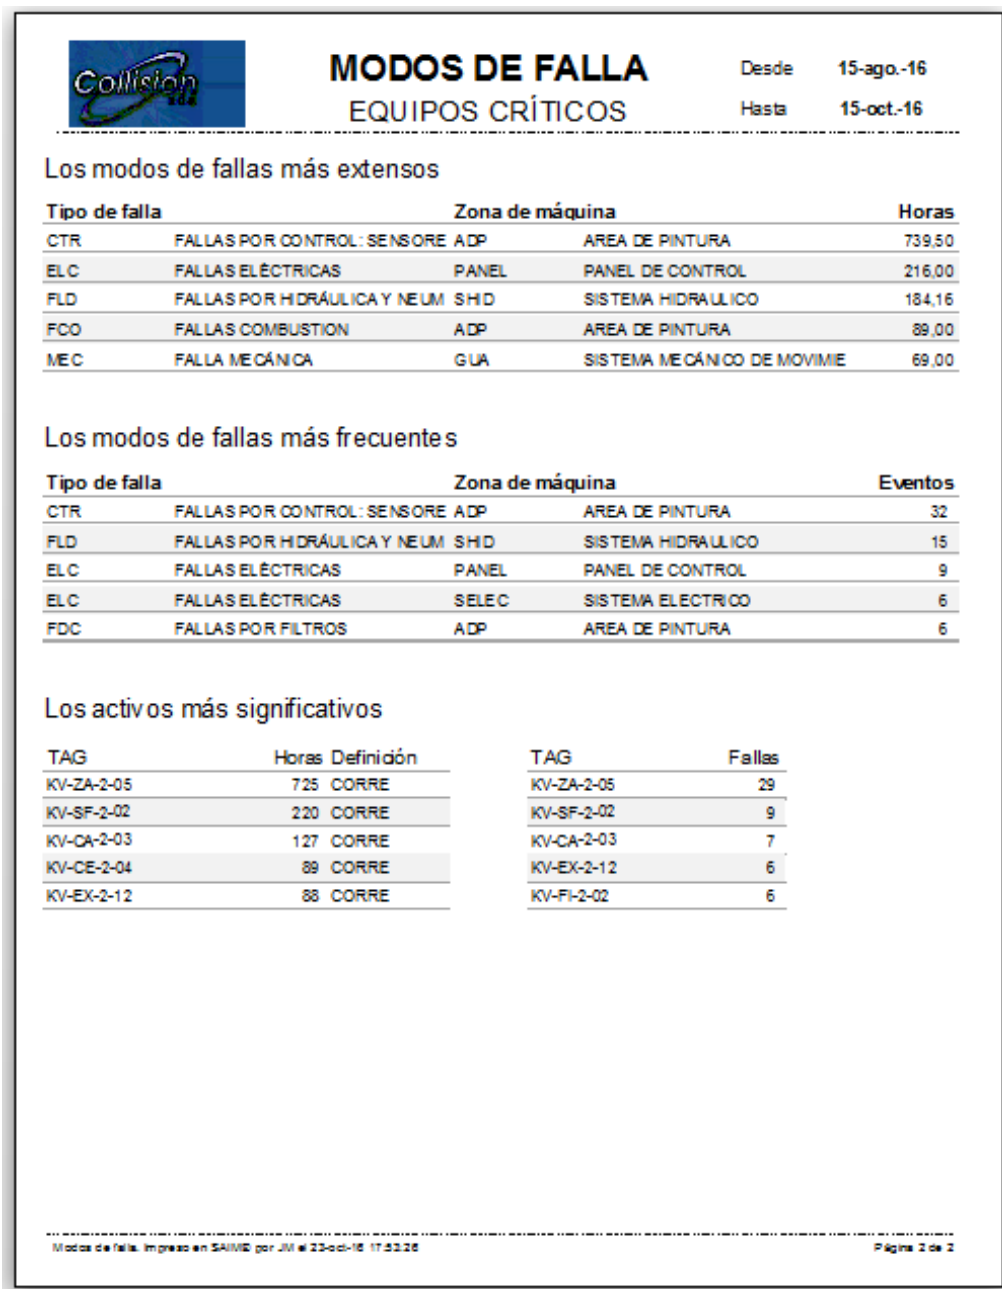 Collision
MODOS DE FALLA
EQUIPOS CRÍTICOS
Desde 15-ago.-16
Hasta 15-oct.-16
Los modos de fallas más extensos
Tipo de falla Zona de máquina Horas
CTR FALLAS POR CONTROL: SENSORE ADP AREA DE PINTURA 739,50
ELC FALLAS ELÉCTRICAS PANEL PANEL DE CONTROL 216,00
FLD FALLAS POR HIDRÁULICA Y NEUM SHID SISTEMA HIDRAULICO 184,16
FCO FALLAS COMBUSTION ADP AREA DE PINTURA 89,00
MEC FALLA MECÁNICA GUA SISTEMA MECÁNICO DE MOVIMIE 69,00
Los modos de fallas más frecuentes
Tipo de falla Zona de máquina Eventos
CTR FALLAS POR CONTROL: SENSORE ADP AREA DE PINTURA 32
FLD FALLAS POR HIDRÁULICA Y NEUM SHID SISTEMA HIDRAULICO 15
ELC FALLAS ELÉCTRICAS PANEL PANEL DE CONTROL 9
ELC FALLAS ELÉCTRICAS SELEC SISTEMA ELECTRICO 6
FDC FALLAS POR FILTROS ADP AREA DE PINTURA 6
Los activos más significativos
TAG Horas Definición TAG Fallas
KV-ZA-2-05 725 CORRE KV-ZA-2-05 29
KV-SF-2-02 220 CORRE KV-SF-2-02 9
KV-CA-2-03 127 CORRE KV-CA-2-03 7
KV-CE-2-04 89 CORRE KV-EX-2-12 6
KV-EX-2-12 88 CORRE KV-FI-2-02 6
Modos de falla. Impreso en SAIMD por JM el 23-oct-16 17:53:26 Página 2 de 2